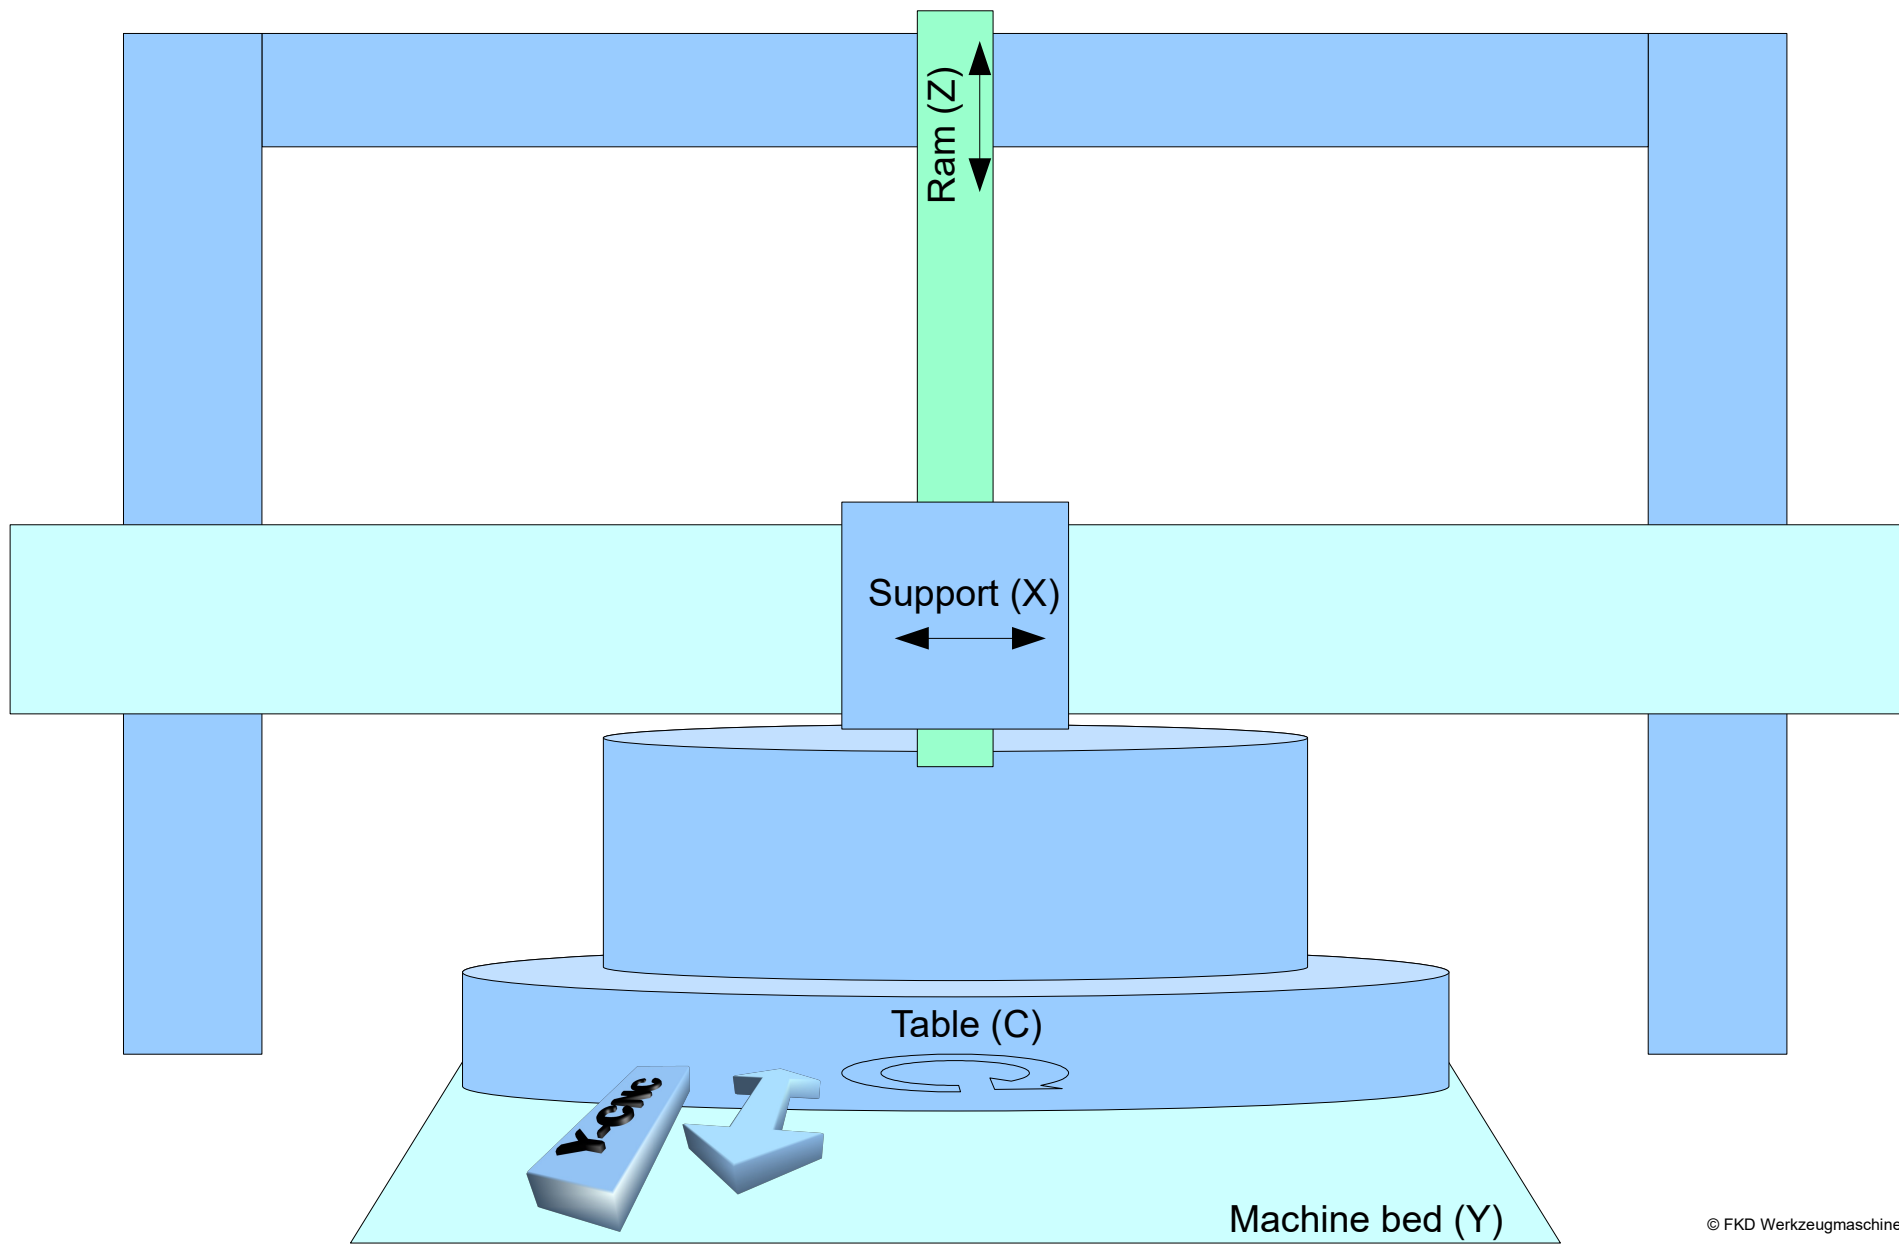 Ram (Z)
Support (X)
Table (C)
Y-CNC
Machine bed (Y)
© FKD Werkzeugmaschine